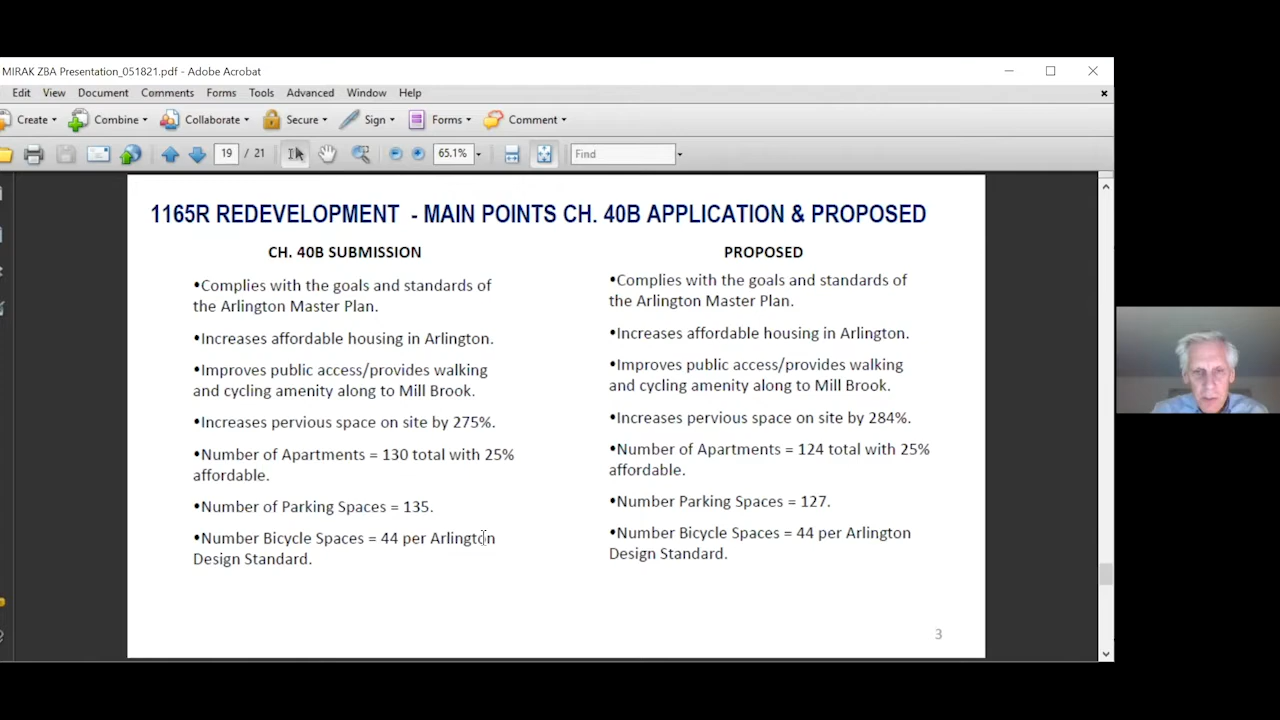 MIRAK ZBA Presentation_051821.pdf - Adobe Acrobat
Edit View Document Comments Forms Tools Advanced Window Help
Create Combine Collaborate Secure Sign Forms Comment
19 / 21 65.1% Find
1165R REDEVELOPMENT - MAIN POINTS CH. 40B APPLICATION & PROPOSED
CH. 40B SUBMISSION
•Complies with the goals and standards of
the Arlington Master Plan.
•Increases affordable housing in Arlington.
•Improves public access/provides walking
and cycling amenity along to Mill Brook.
•Increases pervious space on site by 275%.
•Number of Apartments = 130 total with 25%
affordable.
•Number of Parking Spaces = 135.
•Number Bicycle Spaces = 44 per Arlington
Design Standard.
PROPOSED
•Complies with the goals and standards of
the Arlington Master Plan.
•Increases affordable housing in Arlington.
•Improves public access/provides walking
and cycling amenity along to Mill Brook.
•Increases pervious space on site by 284%.
•Number of Apartments = 124 total with 25%
affordable.
•Number Parking Spaces = 127.
•Number Bicycle Spaces = 44 per Arlington
Design Standard.
3